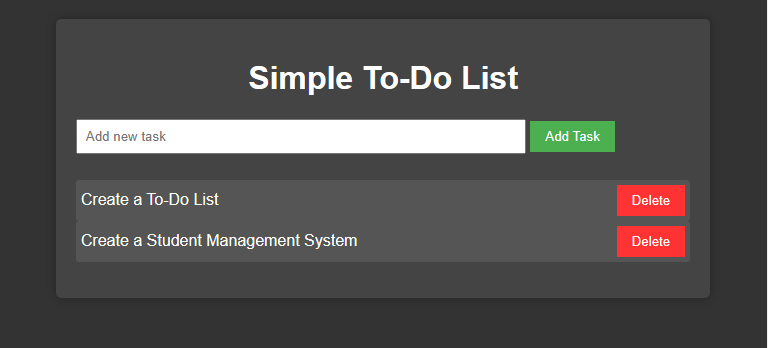 Simple To-Do List
Add new task Add Task
Create a To-Do List Delete
Create a Student Management System Delete